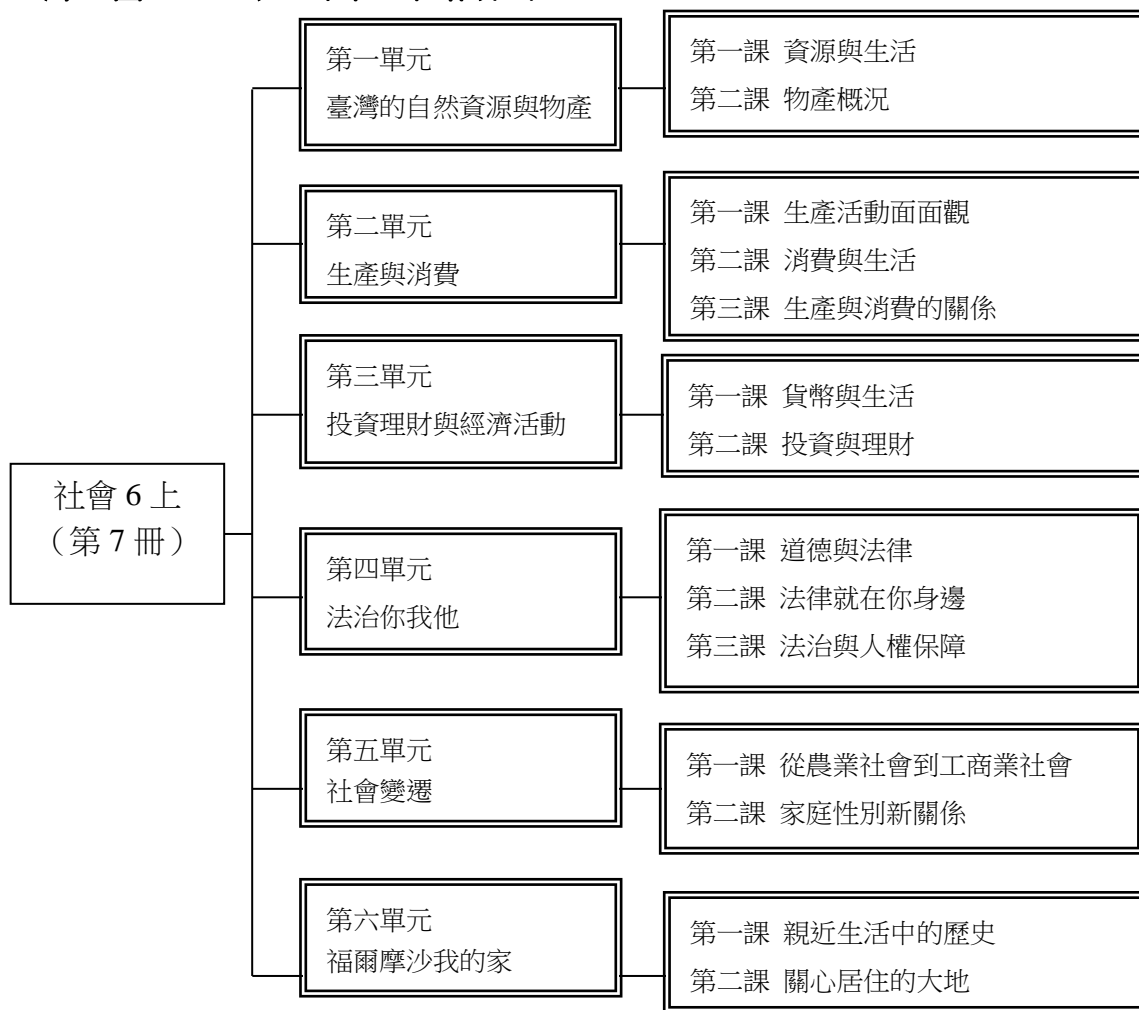 社會 6 上
（第 7 冊）
第一單元
臺灣的自然資源與物產
第一課 資源與生活
第二課 物產概況
第二單元
生產與消費
第一課 生產活動面面觀
第二課 消費與生活
第三課 生產與消費的關係
第三單元
投資理財與經濟活動
第一課 貨幣與生活
第二課 投資與理財
第四單元
法治你我他
第一課 道德與法律
第二課 法律就在你身邊
第三課 法治與人權保障
第五單元
社會變遷
第一課 從農業社會到工商業社會
第二課 家庭性別新關係
第六單元
福爾摩沙我的家
第一課 親近生活中的歷史
第二課 關心居住的大地